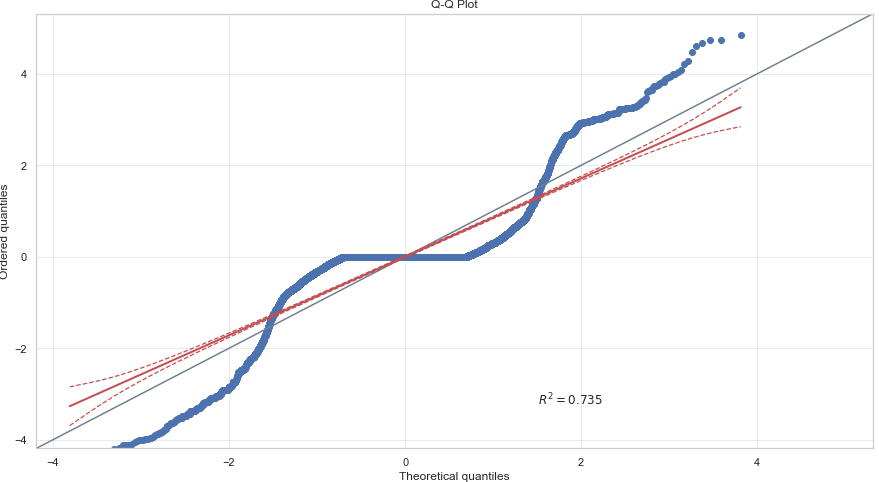 Q-Q Plot
Ordered quantiles
4
2
0
−2
−4
R² = 0.735
−4 −2 0 2 4
Theoretical quantiles